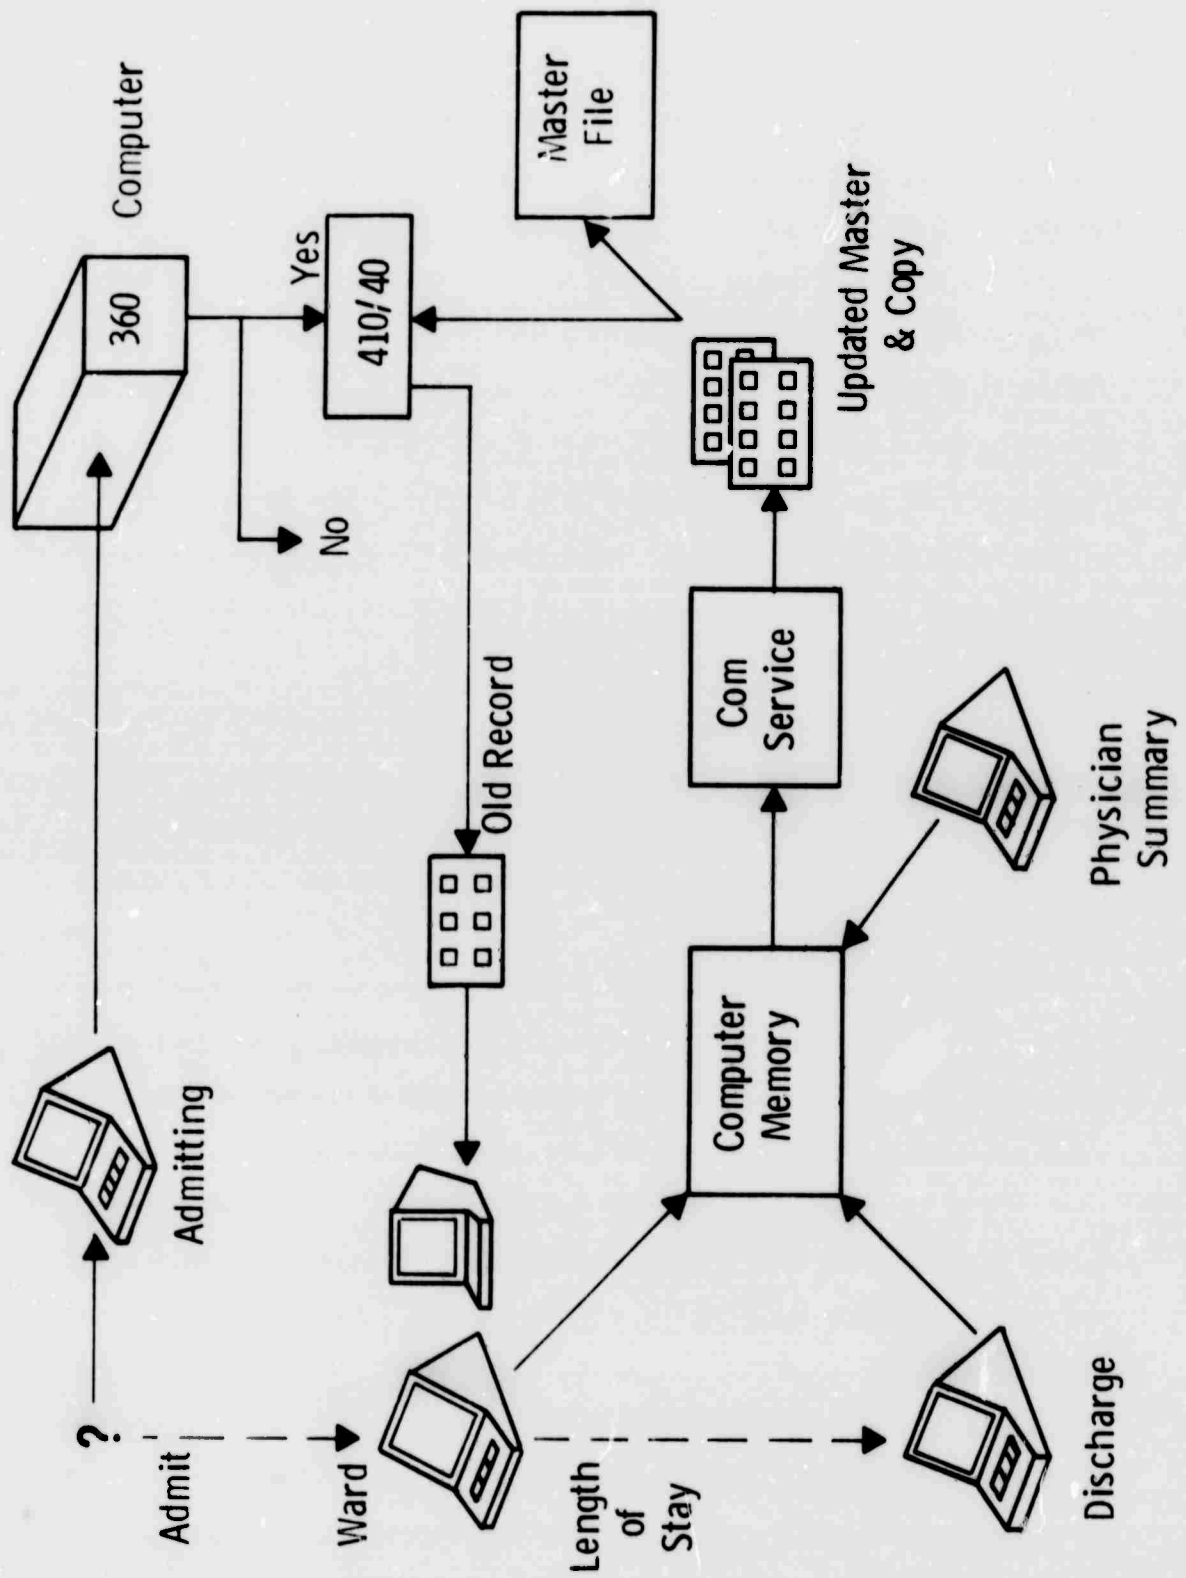 ?
Admit
Admitting
360
Computer
No
Yes
410/40
Master
File
Old Record
Ward
Length
of
Stay
Computer
Memory
Com
Service
Updated Master
& Copy
Discharge
Physician
Summary